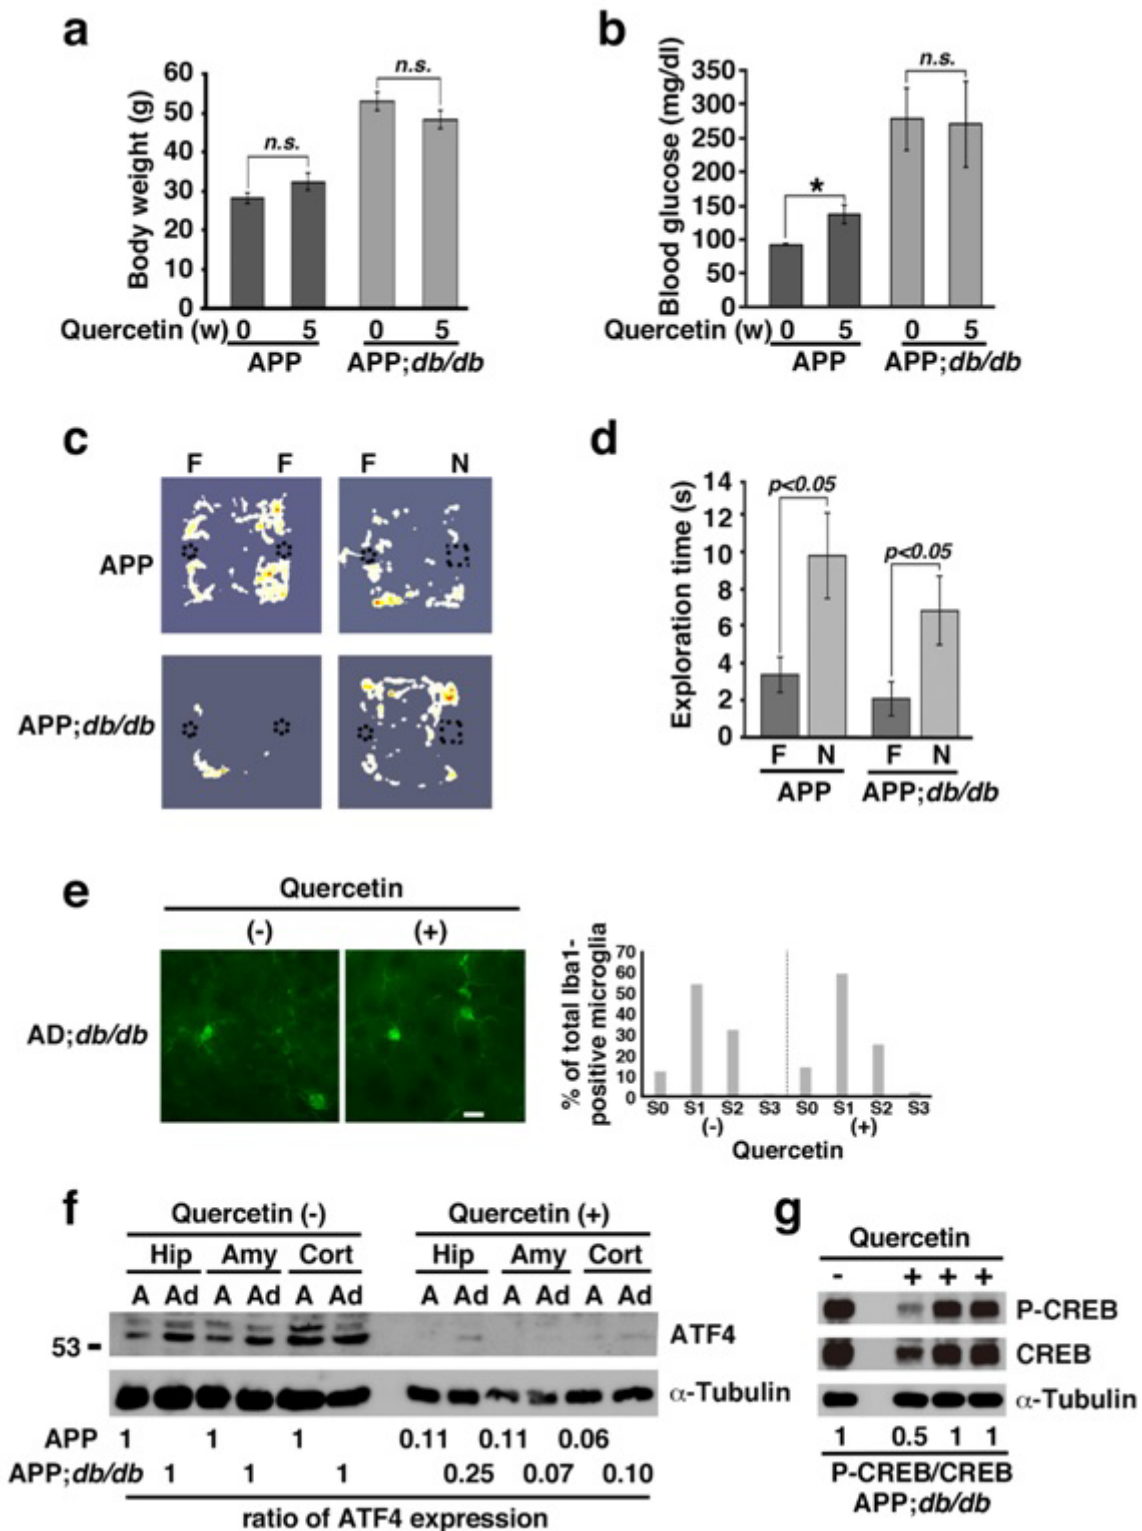 a
60
50
40
30
20
10
0
Body weight (g)
n.s.
n.s.
Quercetin (w) 0 5 0 5
APP APP;db/db
b
350
300
250
200
150
100
50
0
Blood glucose (mg/dl)
*
n.s.
Quercetin (w) 0 5 0 5
APP APP;db/db
c
F F F N
APP
APP;db/db
d
14
12
10
8
6
4
2
0
Exploration time (s)
p<0.05
p<0.05
F N F N
APP APP;db/db
e
Quercetin
(-) (+)
AD;db/db
% of total Iba1-
positive microglia
70
60
50
40
30
20
10
0
S0 S1 S2 S3 S0 S1 S2 S3
(-) (+)
Quercetin
f
Quercetin (-) Quercetin (+)
Hip Amy Cort Hip Amy Cort
A Ad A Ad A Ad A Ad A Ad A Ad
53
ATF4
α-Tubulin
APP 1 1 1 0.11 0.11 0.06
APP;db/db 1 1 1 0.25 0.07 0.10
ratio of ATF4 expression
g
Quercetin
- + + +
P-CREB
CREB
α-Tubulin
1 0.5 1 1
P-CREB/CREB
APP;db/db